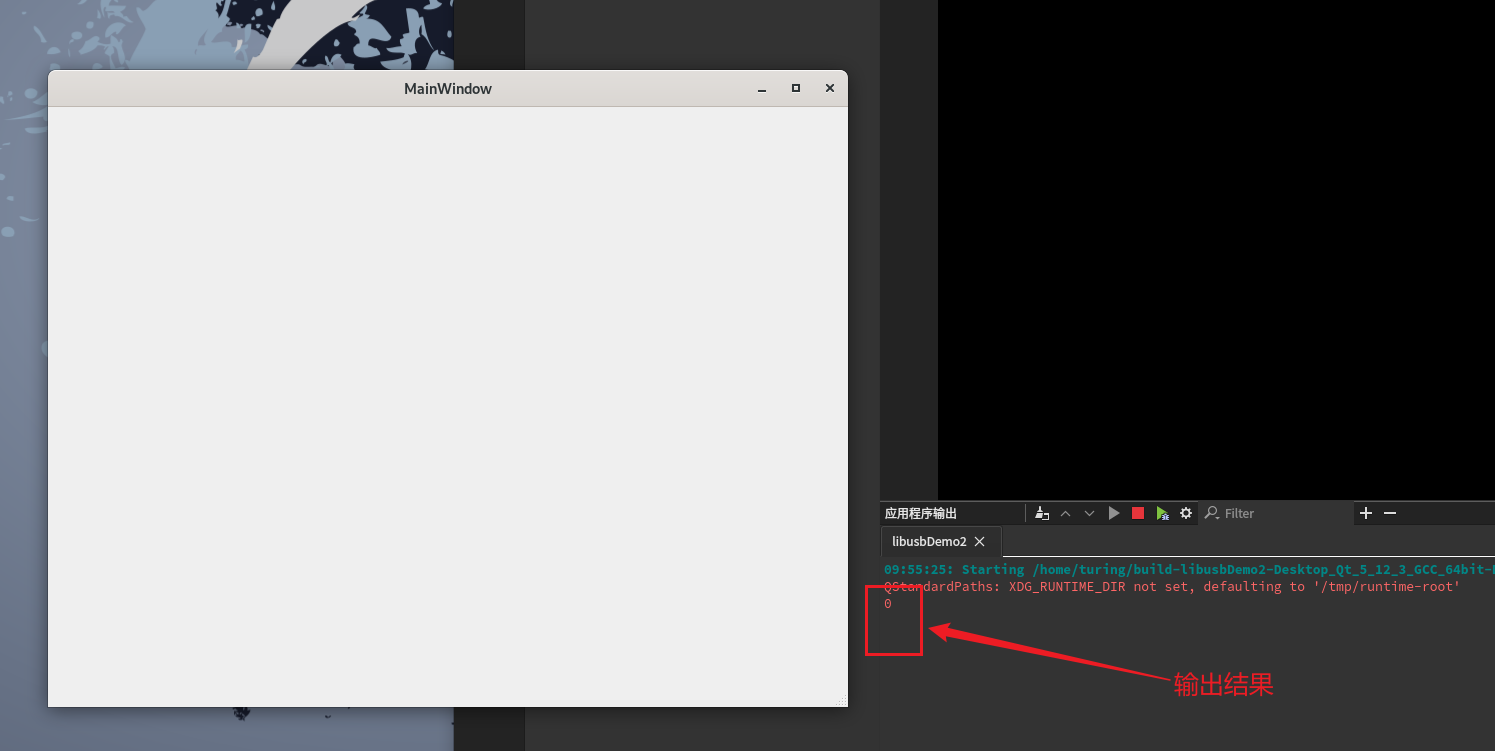 MainWindow
应用程序输出
Filter
libusbDemo2
09:55:25: Starting /home/turing/build-libusbDemo2-Desktop_Qt_5_12_3_GCC_64bit-
QStandardPaths: XDG_RUNTIME_DIR not set, defaulting to '/tmp/runtime-root'
0
输出结果